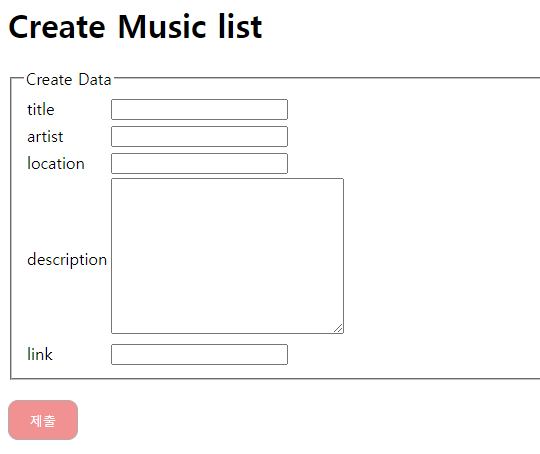 Create Music list
Create Data
title
artist
location
description
link
제출